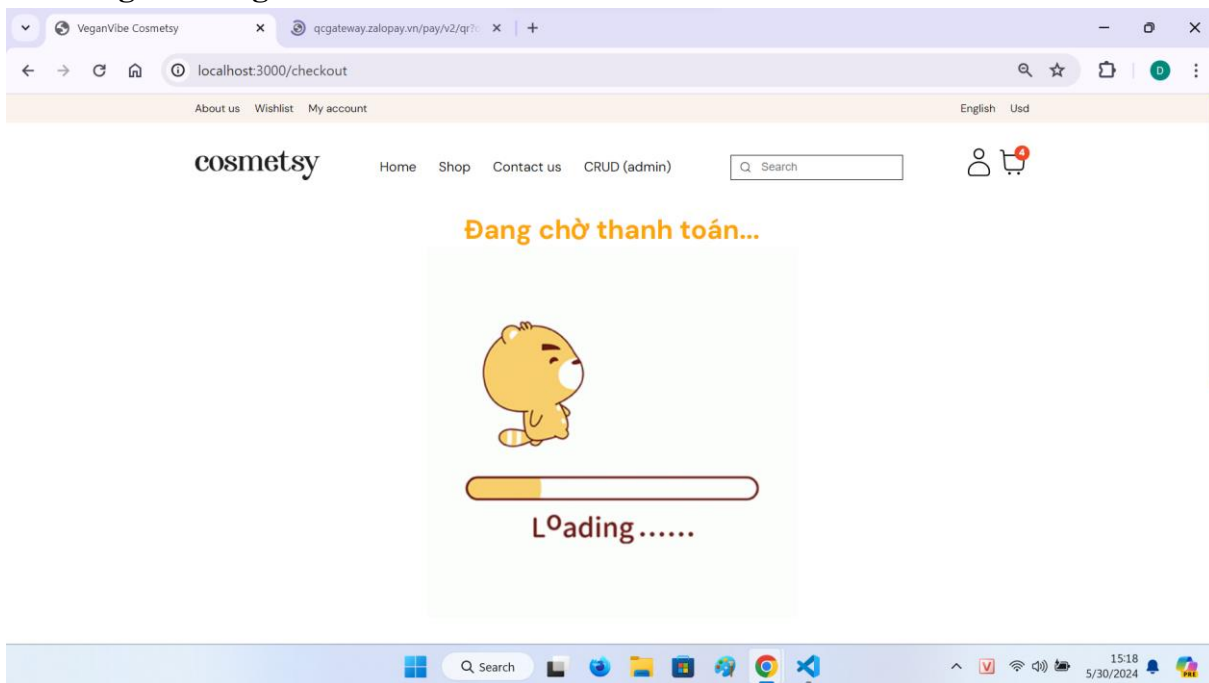 VeganVibe Cosmetsy
qcgateway.zalopay.vn/pay/v2/qr?
localhost:3000/checkout
D
About us Wishlist My account English Usd
cosmetsy Home Shop Contact us CRUD (admin) Search 4
Đang chờ thanh toán...
Loading......
Search V 15:18
5/30/2024
PRE